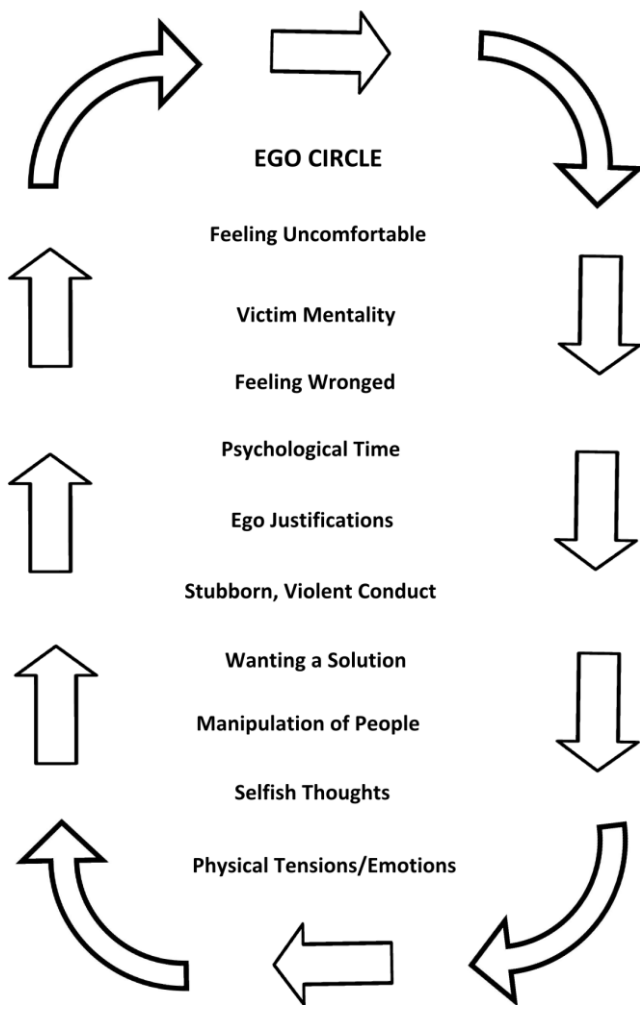 EGO CIRCLE
Feeling Uncomfortable
Victim Mentality
Feeling Wronged
Psychological Time
Ego Justifications
Stubborn, Violent Conduct
Wanting a Solution
Manipulation of People
Selfish Thoughts
Physical Tensions/Emotions